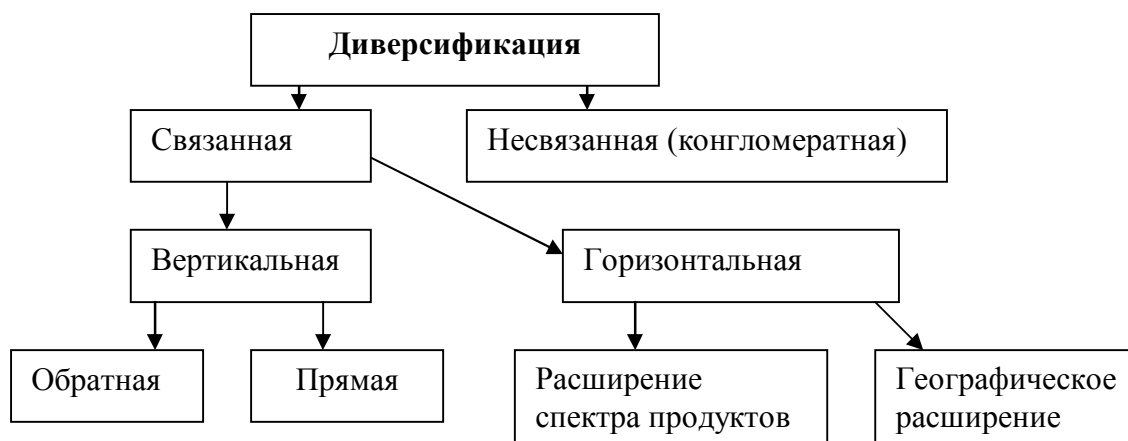 Диверсификация
Связанная
Несвязанная (конгломератная)
Вертикальная
Горизонтальная
Обратная
Прямая
Расширение
спектра продуктов
Географическое
расширение